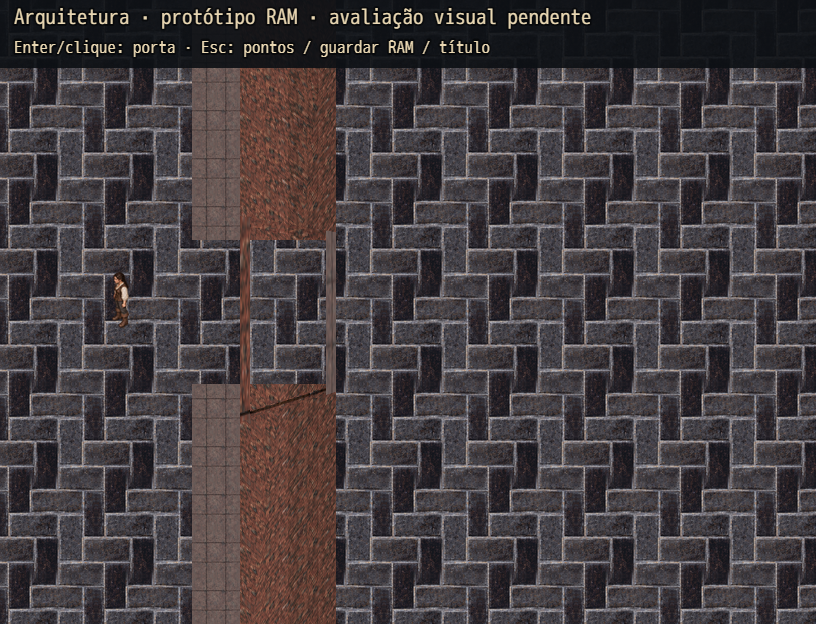 Arquitetura · protótipo RAM · avaliação visual pendente
Enter/clique: porta · Esc: pontos / guardar RAM / título